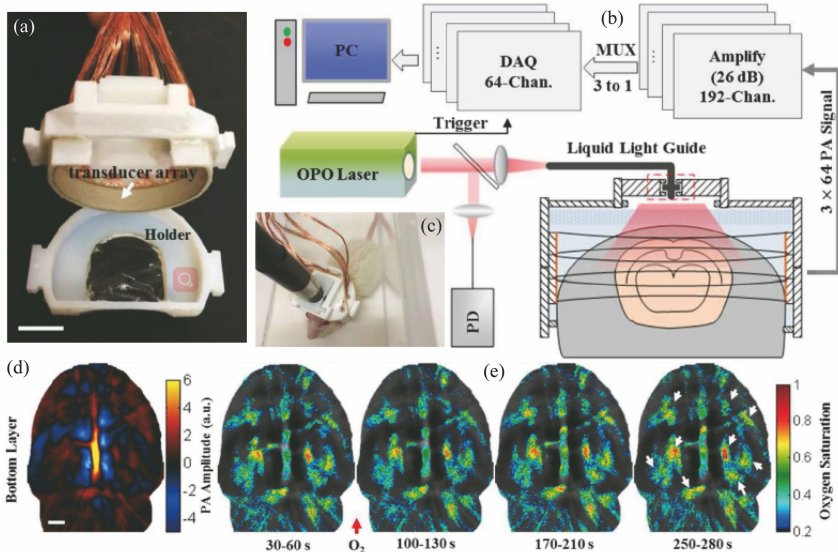 (a)
transducer array
Holder
(b)
PC
DAQ
64-Chan.
MUX
3 to 1
Amplify
(26 dB)
192-Chan.
Trigger
OPO Laser
Liquid Light Guide
3 × 64 PA Signal
(c)
PD
(d)
Bottom Layer
6
4
2
0
-2
-4
PA Amplitude (a.u.)
(e)
30-60 s
O₂
100-130 s
170-210 s
250-280 s
1
0.8
0.6
0.4
0.2
Oxygen Saturation